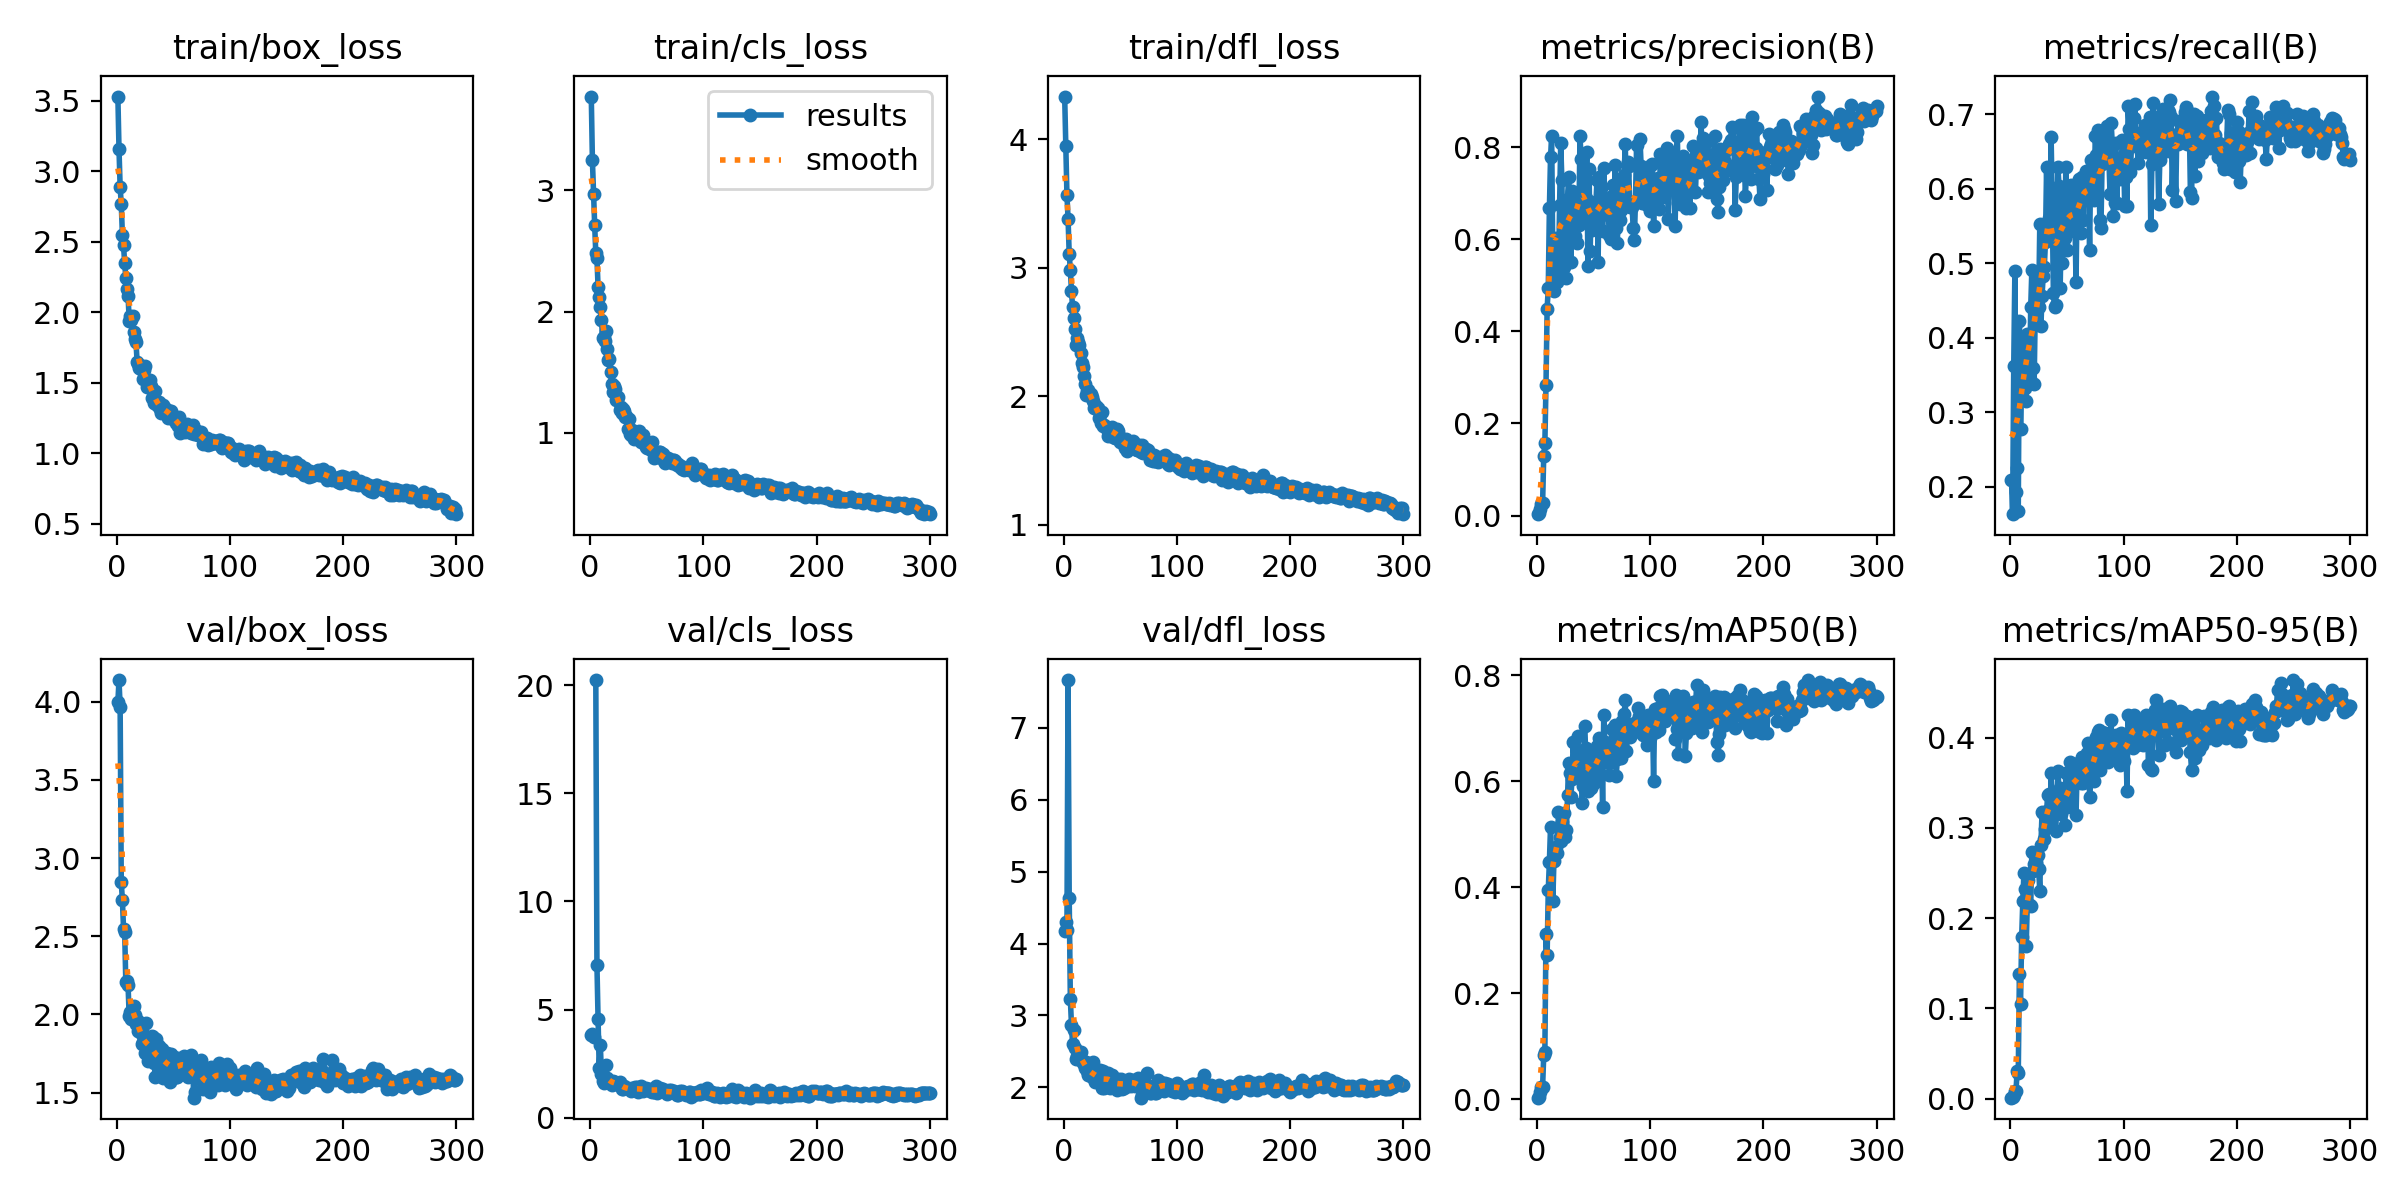 train/box_loss
train/cls_loss
train/dfl_loss
metrics/precision(B)
metrics/recall(B)
results
smooth
3.5
3.0
2.5
2.0
1.5
1.0
0.5
0 100 200 300
3
2
1
0 100 200 300
4
3
2
1
0 100 200 300
0.8
0.6
0.4
0.2
0.0
0 100 200 300
0.7
0.6
0.5
0.4
0.3
0.2
0 100 200 300
val/box_loss
val/cls_loss
val/dfl_loss
metrics/mAP50(B)
metrics/mAP50-95(B)
4.0
3.5
3.0
2.5
2.0
1.5
0 100 200 300
20
15
10
5
0
0 100 200 300
7
6
5
4
3
2
0 100 200 300
0.8
0.6
0.4
0.2
0.0
0 100 200 300
0.4
0.3
0.2
0.1
0.0
0 100 200 300